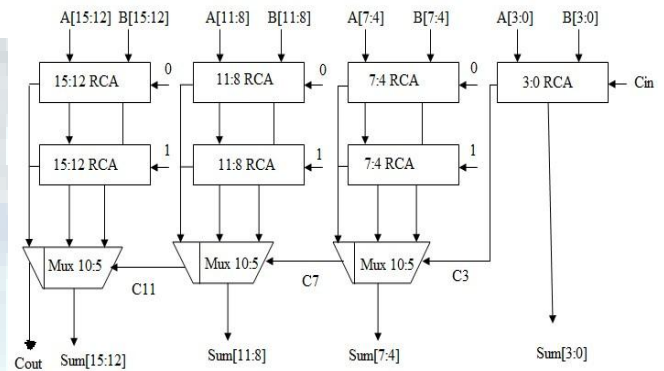 A[15:12] B[15:12] A[11:8] B[11:8] A[7:4] B[7:4] A[3:0] B[3:0]
0 0 0
15:12 RCA 11:8 RCA 7:4 RCA 3:0 RCA Cin
1 1 1
15:12 RCA 11:8 RCA 7:4 RCA
Mux 10:5 Mux 10:5 Mux 10:5
C11 C7 C3
Cout Sum[15:12] Sum[11:8] Sum[7:4] Sum[3:0]